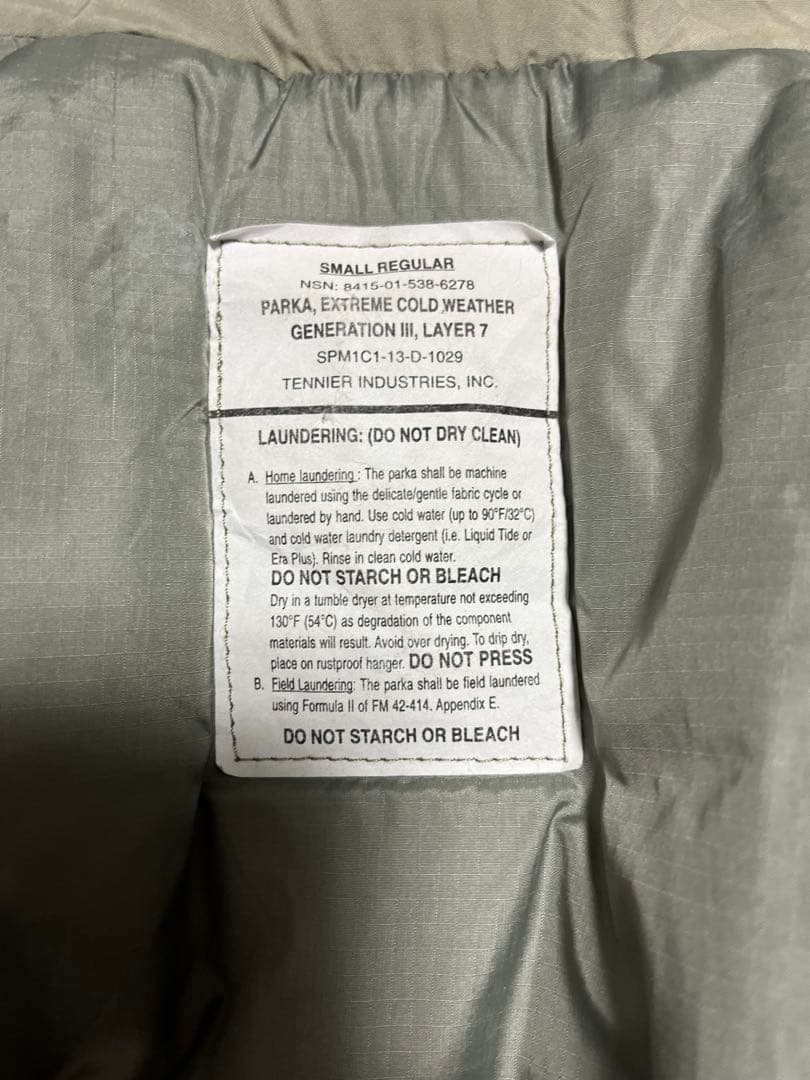 SMALL REGULAR
NSN: 8415-01-538-6278
PARKA, EXTREME COLD WEATHER
GENERATION III, LAYER 7
SPM1C1-13-D-1029
TENNIER INDUSTRIES, INC.
LAUNDERING: (DO NOT DRY CLEAN)
A. Home laundering : The parka shall be machine
laundered using the delicate/gentle fabric cycle or
laundered by hand. Use cold water (up to 90°F/32°C)
and cold water laundry detergent (i.e. Liquid Tide or
Era Plus). Rinse in clean cold water.
DO NOT STARCH OR BLEACH
Dry in a tumble dryer at temperature not exceeding
130°F (54°C) as degradation of the component
materials will result. Avoid over drying. To drip dry,
place on rustproof hanger. DO NOT PRESS
B. Field Laundering: The parka shall be field laundered
using Formula II of FM 42-414. Appendix E.
DO NOT STARCH OR BLEACH